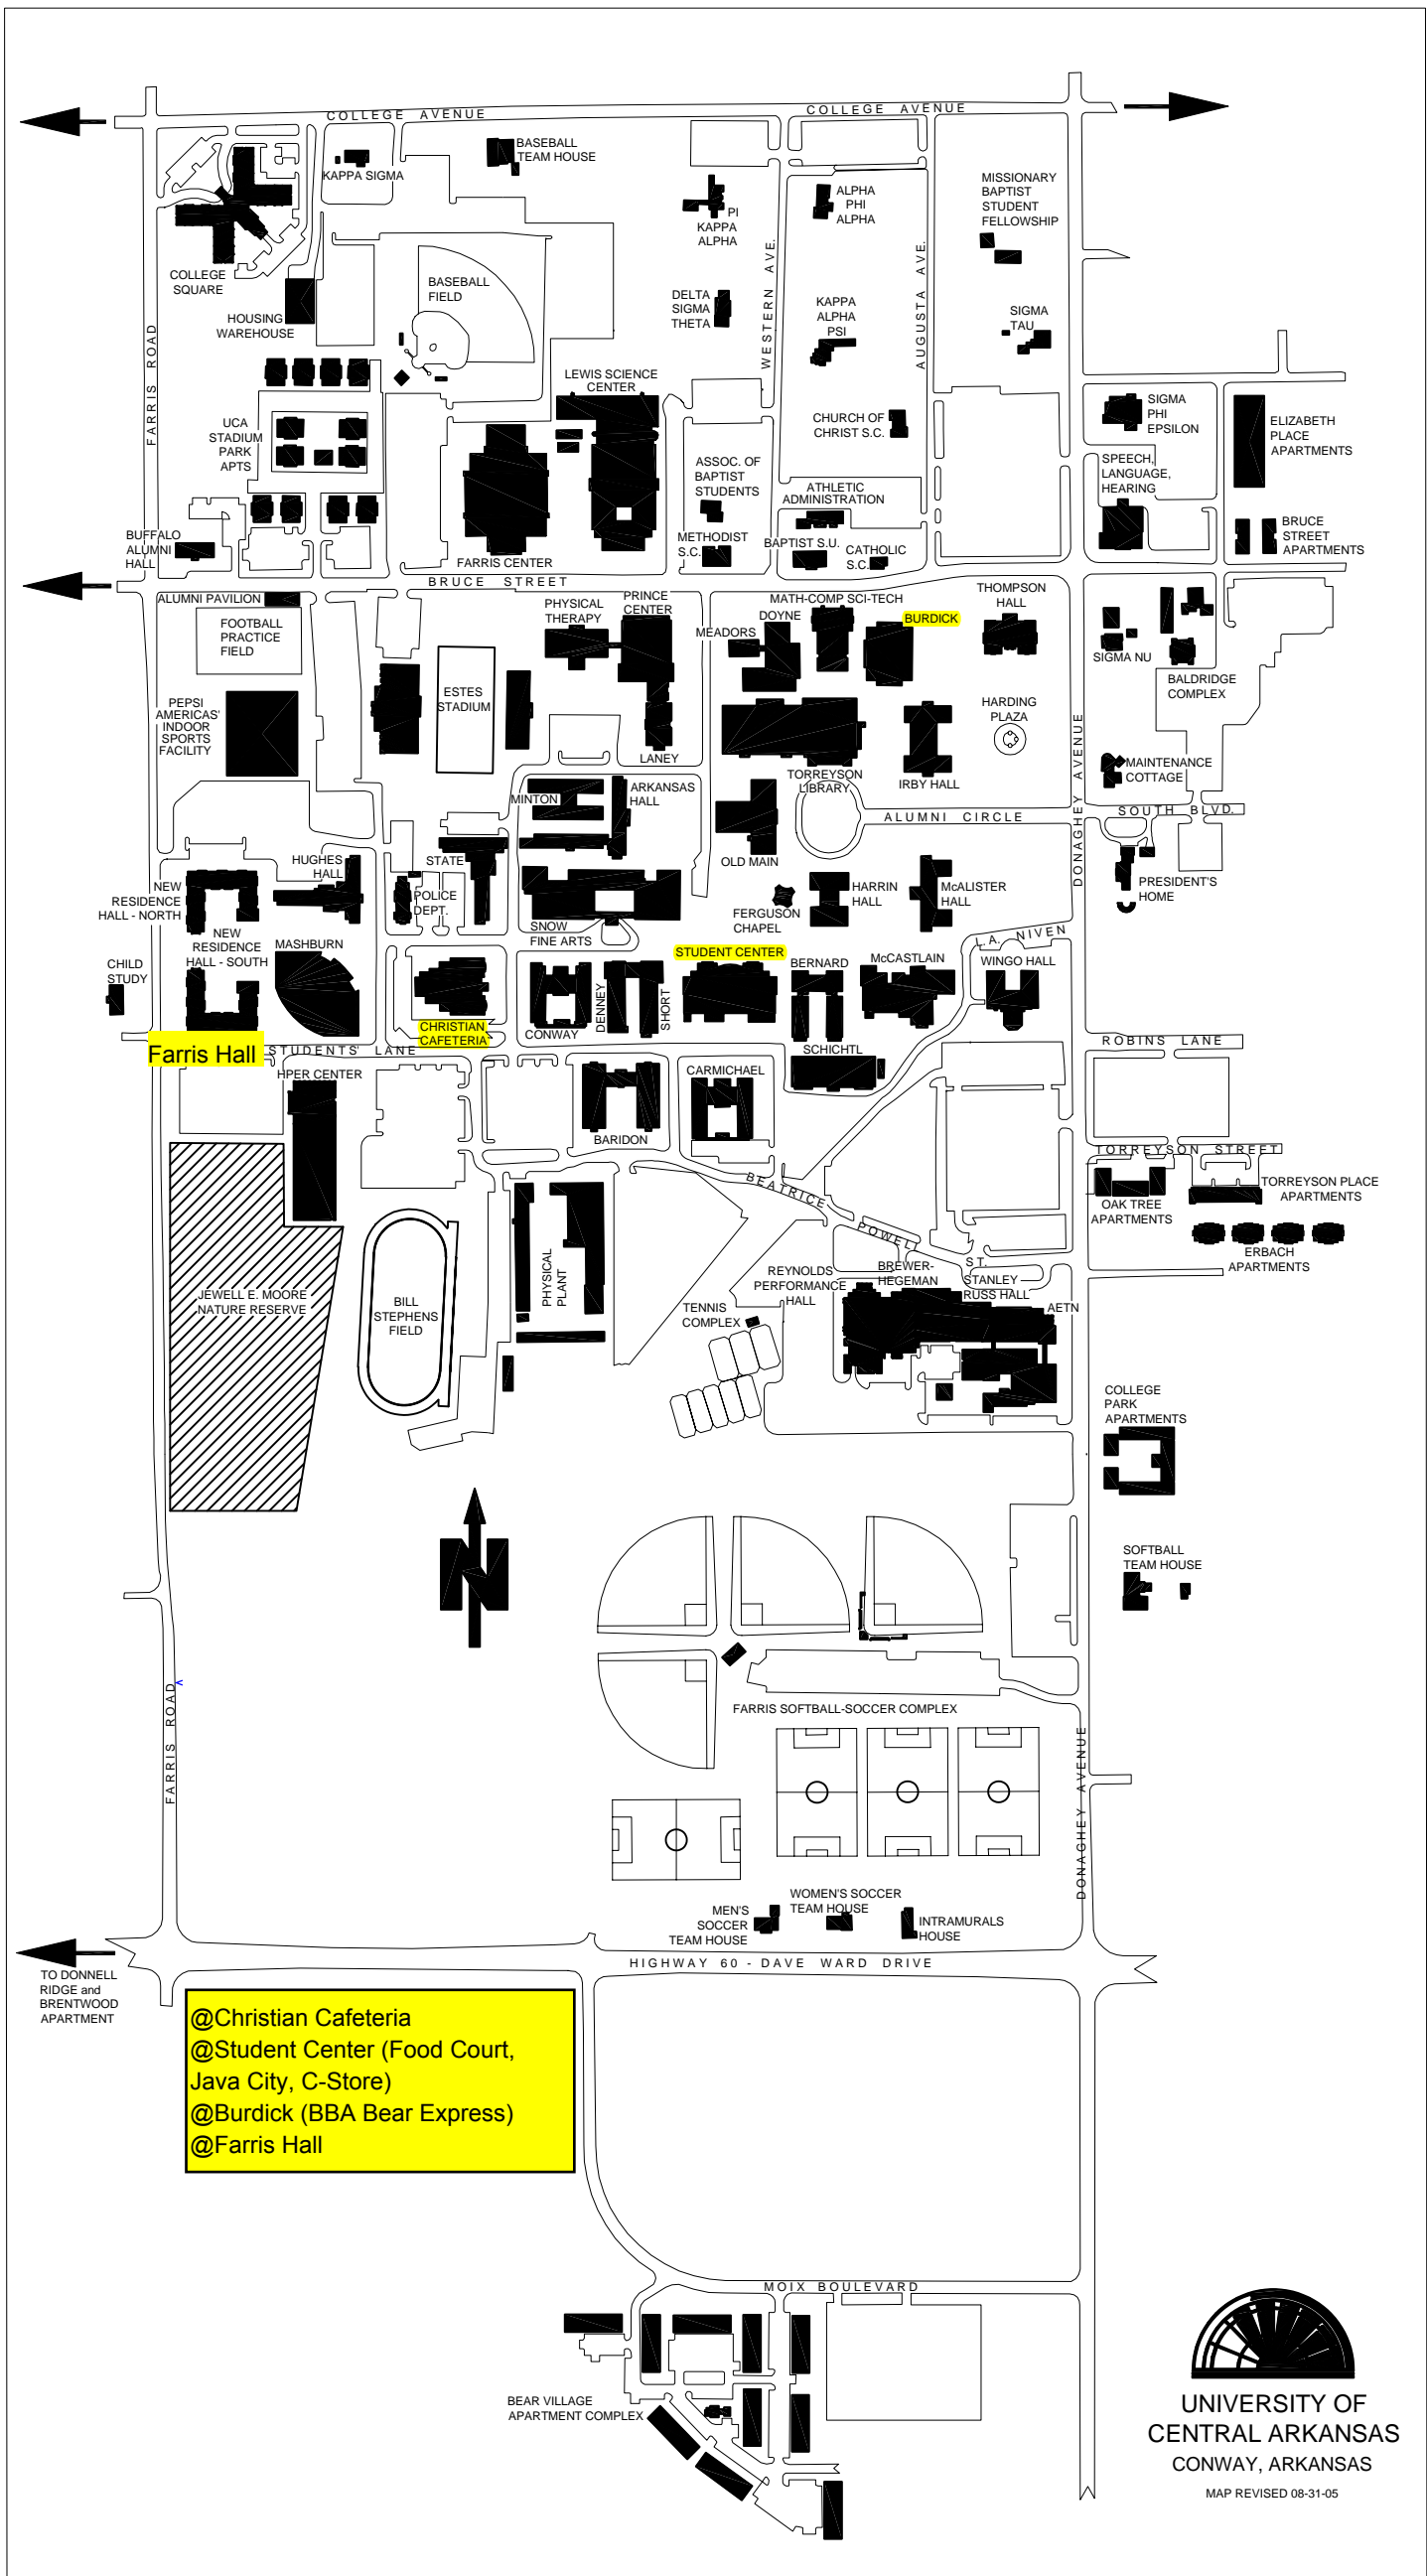 COLLEGE AVENUE
COLLEGE AVENUE
BASEBALL
TEAM HOUSE
KAPPA SIGMA
MISSIONARY
BAPTIST
STUDENT
FELLOWSHIP
PI
KAPPA
ALPHA
ALPHA
PHI
ALPHA
COLLEGE
SQUARE
HOUSING
WAREHOUSE
BASEBALL
FIELD
DELTA
SIGMA
THETA
WESTERN AVE.
KAPPA
ALPHA
PSI
AUGUSTA AVE.
SIGMA
TAU
FARRIS ROAD
LEWIS SCIENCE
CENTER
UCA
STADIUM
PARK
APTS
CHURCH OF
CHRIST S.C.
SIGMA
PHI
EPSILON
ELIZABETH
PLACE
APARTMENTS
ASSOC. OF
BAPTIST
STUDENTS
SPEECH,
LANGUAGE,
HEARING
ATHLETIC
ADMINISTRATION
BUFFALO
ALUMNI
HALL
FARRIS CENTER
METHODIST
S.C.
BAPTIST S.U.
CATHOLIC
S.C.
BRUCE
STREET
APARTMENTS
BRUCE STREET
ALUMNI PAVILION
FOOTBALL
PRACTICE
FIELD
PHYSICAL
THERAPY
PRINCE
CENTER
MATH-COMP SCI-TECH
DOYNE
MEADORS
BURDICK
THOMPSON
HALL
SIGMA NU
BALDRIDGE
COMPLEX
PEPSI
AMERICAS'
INDOOR
SPORTS
FACILITY
ESTES
STADIUM
LANEY
HARDING
PLAZA
DONAGHEY AVENUE
MINTON
ARKANSAS
HALL
TORREYSON
LIBRARY
IRBY HALL
MAINTENANCE
COTTAGE
SOUTH BLVD.
ALUMNI CIRCLE
OLD MAIN
HUGHES
HALL
STATE
POLICE
DEPT.
NEW
RESIDENCE
HALL - NORTH
HARRIN
HALL
McALISTER
HALL
PRESIDENT'S
HOME
FERGUSON
CHAPEL
SNOW
FINE ARTS
NEW
RESIDENCE
HALL - SOUTH
MASHBURN
STUDENT CENTER
BERNARD
McCASTLAIN
L.A. NIVEN
WINGO HALL
CHILD
STUDY
CHRISTIAN
CAFETERIA
CONWAY
DENNEY
SHORT
Farris Hall
STUDENTS' LANE
SCHICHTL
ROBINS LANE
HPER CENTER
CARMICHAEL
BARIDON
TORREYSON STREET
BEATRICE POWELL ST.
OAK TREE
APARTMENTS
TORREYSON PLACE
APARTMENTS
ERBACH
APARTMENTS
JEWELL E. MOORE
NATURE RESERVE
BILL
STEPHENS
FIELD
PHYSICAL
PLANT
REYNOLDS
PERFORMANCE
HALL
BREWER-
HEGEMAN
STANLEY
RUSS HALL
AETN
TENNIS
COMPLEX
COLLEGE
PARK
APARTMENTS
N
SOFTBALL
TEAM HOUSE
FARRIS ROAD
FARRIS SOFTBALL-SOCCER COMPLEX
DONAGHEY AVENUE
MEN'S
SOCCER
TEAM HOUSE
WOMEN'S SOCCER
TEAM HOUSE
INTRAMURALS
HOUSE
HIGHWAY 60 - DAVE WARD DRIVE
TO DONNELL
RIDGE and
BRENTWOOD
APARTMENT
@Christian Cafeteria
@Student Center (Food Court,
Java City, C-Store)
@Burdick (BBA Bear Express)
@Farris Hall
MOIX BOULEVARD
BEAR VILLAGE
APARTMENT COMPLEX
UNIVERSITY OF
CENTRAL ARKANSAS
CONWAY, ARKANSAS
MAP REVISED 08-31-05